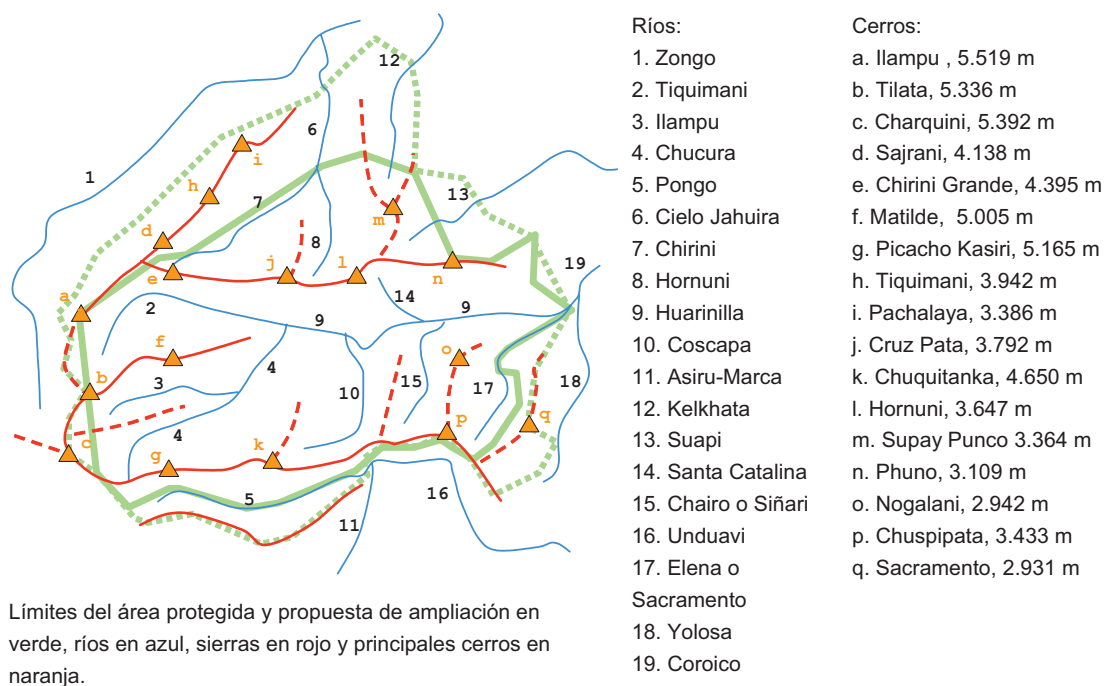 Ríos:
1. Zongo
2. Tiquimani
3. Ilampu
4. Chucura
5. Pongo
6. Cielo Jahuira
7. Chirini
8. Hornuni
9. Huarinilla
10. Coscapa
11. Asiru-Marca
12. Kelkhata
13. Suapi
14. Santa Catalina
15. Chairo o Siñari
16. Unduavi
17. Elena o
Sacramento
18. Yolosa
19. Coroico
Cerros:
a. Ilampu , 5.519 m
b. Tilata, 5.336 m
c. Charquini, 5.392 m
d. Sajrani, 4.138 m
e. Chirini Grande, 4.395 m
f. Matilde,  5.005 m
g. Picacho Kasiri, 5.165 m
h. Tiquimani, 3.942 m
i. Pachalaya, 3.386 m
j. Cruz Pata, 3.792 m
k. Chuquitanka, 4.650 m
l. Hornuni, 3.647 m
m. Supay Punco 3.364 m
n. Phuno, 3.109 m
o. Nogalani, 2.942 m
p. Chuspipata, 3.433 m
q. Sacramento, 2.931 m
12
6
i
1
h
13
7
m
d
8
19
e
j
l
n
a
2
14
9
9
f
o
4
b
3
15
17
18
10
q
p
c
4
g
k
5
16
11
Límites del área protegida y propuesta de ampliación en
verde, ríos en azul, sierras en rojo y principales cerros en
naranja.